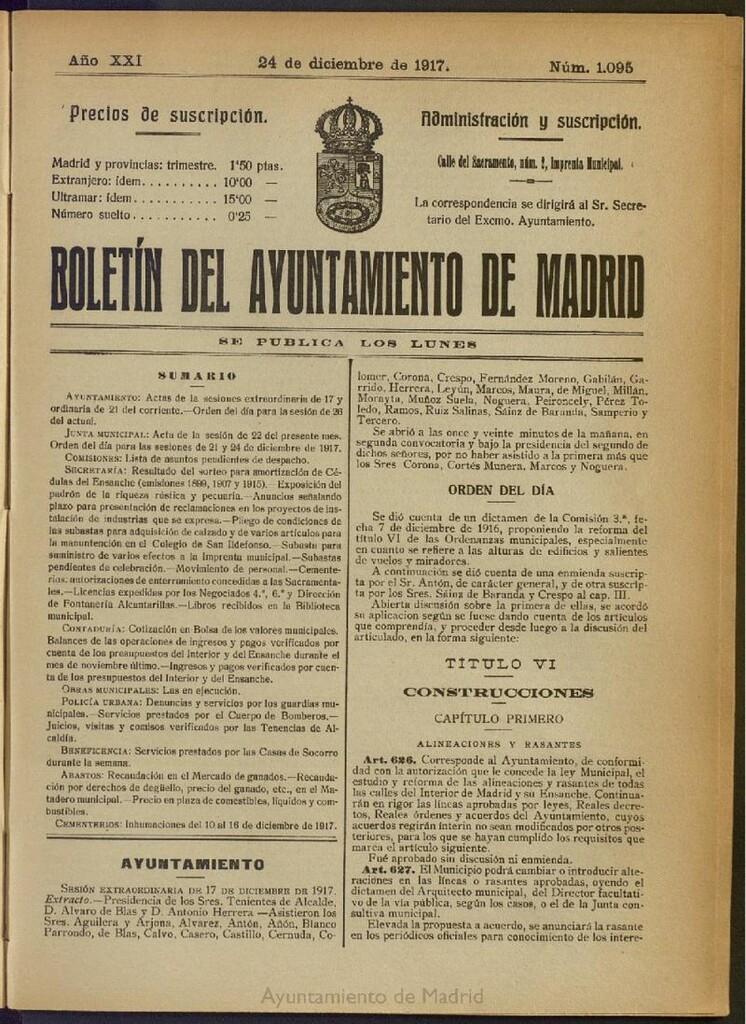 Año XXI
24 de diciembre de 1917.
Núm. 1.095
Precios de suscripción.
Madrid y provincias: trimestre. 1'50 ptas.
Extranjero: ídem.......... 10'00 —
Ultramar: ídem........... 15'00 —
Número suelto........... 0'25 —
Administración y suscripción.
Calle del Sacramento, núm. , Imprenta Municipal.
La correspondencia se dirigirá al Sr. Secre-
tario del Excmo. Ayuntamiento.
BOLETÍN DEL AYUNTAMIENTO DE MADRID
SE PUBLICA LOS LUNES
SUMARIO
AYUNTAMIENTO: Actas de la sesiones extraordinaria de 17 y
ordinaria de 21 del corriente.—Orden del día para la sesión de 26
del actual.
JUNTA MUNICIPAL: Acta de la sesión de 22 del presente mes.
Orden del día para las sesiones de 21 y 24 de diciembre de 1917.
COMISIONES: Lista de asuntos pendientes de despacho.
SECRETARÍA: Resultado del sorteo para amortización de Cé-
dulas del Ensanche (emisiones 1899, 1907 y 1915).—Exposición del
padrón de la riqueza rústica y pecuaria.—Anuncios señalando
plazo para presentación de reclamaciones en los proyectos de ins-
talación de industrias que se expresa.—Pliego de condiciones de
las subastas para adquisición de calzado y de varios artículos para
la manuntención en el Colegio de San Ildefonso.—Subasta para
suministro de varios efectos a la Imprenta municipal.—Subastas
pendientes de celebración.—Movimiento de personal.—Cemente-
rios: autorizaciones de enterramiento concedidas a las Sacramenta-
les.—Licencias expedidas por los Negociados 4.º, 6.º y Dirección
de Fontanería Alcantarillas.—Libros recibidos en la Biblioteca
municipal.
CONTADURÍA: Cotización en Bolsa de los valores municipales.
Balances de las operaciones de ingresos y pagos verificados por
cuenta de los presupuestos del Interior y del Ensanche durante el
mes de noviembre último.—Ingresos y pagos verificados por cuen-
ta de los presupuestos del Interior y del Ensanche.
OBRAS MUNICIPALES: Las en ejecución.
POLICÍA URBANA: Denuncias y servicios por los guardias mu-
nicipales.—Servicios prestados por el Cuerpo de Bomberos.—
Juicios, visitas y comisos verificados por las Tenencias de Al-
caldía.
BENEFICENCIA: Servicios prestados por las Casas de Socorro
durante la semana.
ABASTOS: Recaudación en el Mercado de ganados.—Recauda-
ción por derechos de degüello, precio del ganado, etc., en el Ma-
tadero municipal.—Precio en plaza de comestibles, líquidos y com-
bustibles.
CEMENTERIOS: Inhumaciones del 10 al 16 de diciembre de 1917.
AYUNTAMIENTO
SESIÓN EXTRAORDINARIA DE 17 DE DICIEMBRE DE 1917.
Extracto.—Presidencia de los Sres. Tenientes de Alcalde,
D. Alvaro de Blas y D. Antonio Herrera —Asistieron los
Sres. Aguilera y Arjona, Alvarez, Antón, Añón, Blanco
Parrondo, de Blas, Calvo, Casero, Castillo, Cernuda, Co-
lomer, Corona, Crespo, Fernández Moreno, Gabilán, Ga-
rrido, Herrera, Leyún, Marcos, Maura, de Miguel, Millán,
Morayta, Muñoz Suela, Noguera, Peironcely, Pérez To-
ledo, Ramos, Ruiz Salinas, Sáinz de Baranda, Samperio y
Tercero.
Se abrió a las once y veinte minutos de la mañana, en
segunda convocatoria y bajo la presidencia del segundo de
dichos señores, por no haber asistido a la primera más que
los Sres Corona, Cortés Munera, Marcos y Noguera.
ORDEN DEL DÍA
Se dió cuenta de un dictamen de la Comisión 3.ª, fe-
cha 7 de diciembre de 1916, proponiendo la reforma del
título VI de las Ordenanzas municipales, especialmente
en cuanto se refiere a las alturas de edificios y salientes
de vuelos y miradores.
A continuación se dió cuenta de una enmienda suscrip-
ta por el Sr. Antón, de carácter general, y de otra suscrip-
ta por los Sres. Sáinz de Baranda y Crespo al cap. III.
Abierta discusión sobre la primera de ellas, se acordó
su aplicación según se fuese dando cuenta de los artículos
que comprendía, y proceder desde luego a la discusión del
articulado, en la forma siguiente:
TÍTULO VI
CONSTRUCCIONES
CAPÍTULO PRIMERO
ALINEACIONES Y RASANTES
Art. 626. Corresponde al Ayuntamiento, de conformi-
dad con la autorización que le concede la ley Municipal, el
estudio y reforma de las alineaciones y rasantes de todas
las calles del Interior de Madrid y su Ensanche. Continua-
rán en rigor las líneas aprobadas por leyes, Reales decre-
tos, Reales órdenes y acuerdos del Ayuntamiento, cuyos
acuerdos regirán ínterin no sean modificados por otros pos-
teriores, para los que se hayan cumplido los requisitos que
marca el artículo siguiente.
Fué aprobado sin discusión ni enmienda.
Art. 627. El Municipio podrá cambiar o introducir alte-
raciones en las líneas o rasantes aprobadas, oyendo el
dictamen del Arquitecto municipal, del Director facultati-
vo de la vía pública, según los casos, o el de la Junta con-
sultiva municipal.
Elevada la propuesta a acuerdo, se anunciará la rasante
en los periódicos oficiales para conocimiento de los intere-
Ayuntamiento de Madrid